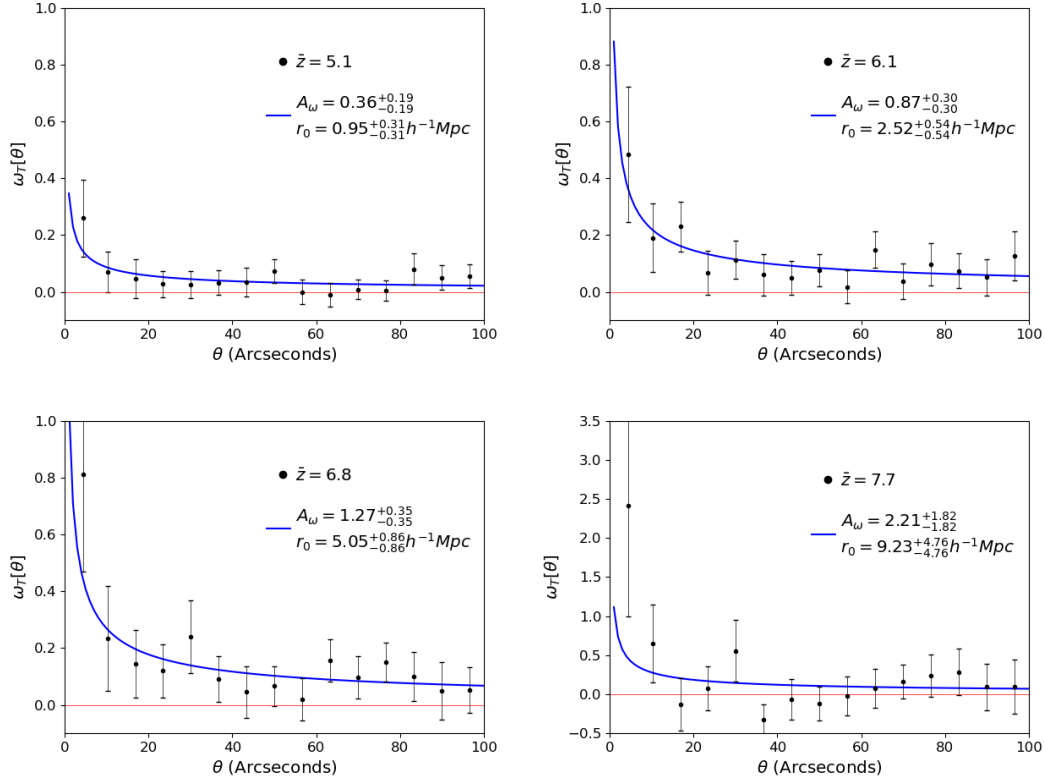 1.0
0.8
0.6
0.4
0.2
0.0
ω_T[θ]
z̄ = 5.1
A_ω = 0.36^{+0.19}_{-0.19}
r_0 = 0.95^{+0.31}_{-0.31} h^{-1}Mpc
0 20 40 60 80 100
θ (Arcseconds)
1.0
0.8
0.6
0.4
0.2
0.0
ω_T[θ]
z̄ = 6.1
A_ω = 0.87^{+0.30}_{-0.30}
r_0 = 2.52^{+0.54}_{-0.54} h^{-1}Mpc
0 20 40 60 80 100
θ (Arcseconds)
1.0
0.8
0.6
0.4
0.2
0.0
ω_T[θ]
z̄ = 6.8
A_ω = 1.27^{+0.35}_{-0.35}
r_0 = 5.05^{+0.86}_{-0.86} h^{-1}Mpc
0 20 40 60 80 100
θ (Arcseconds)
3.5
3.0
2.5
2.0
1.5
1.0
0.5
0.0
−0.5
ω_T[θ]
z̄ = 7.7
A_ω = 2.21^{+1.82}_{-1.82}
r_0 = 9.23^{+4.76}_{-4.76} h^{-1}Mpc
0 20 40 60 80 100
θ (Arcseconds)